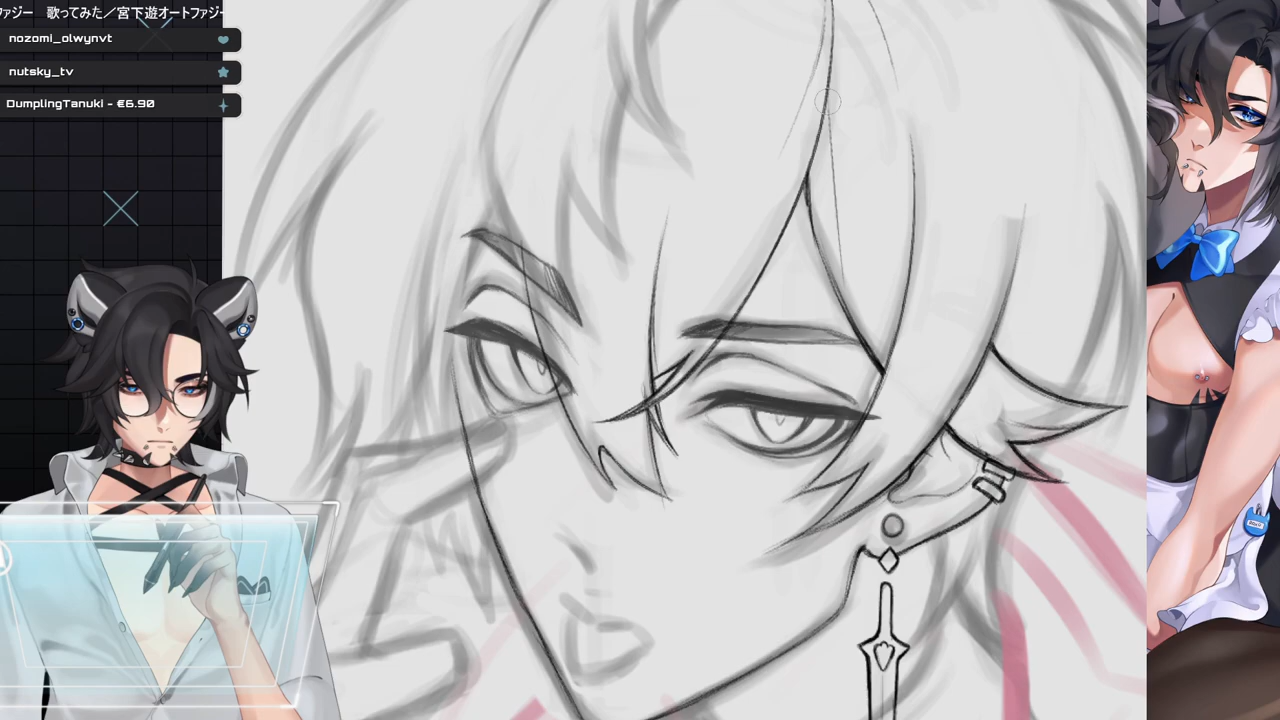 ァジー　歌ってみた／宮下遊オートファジー
nozomi_olwynvt
nutsky_tv
DumplingTanuki - €6.90